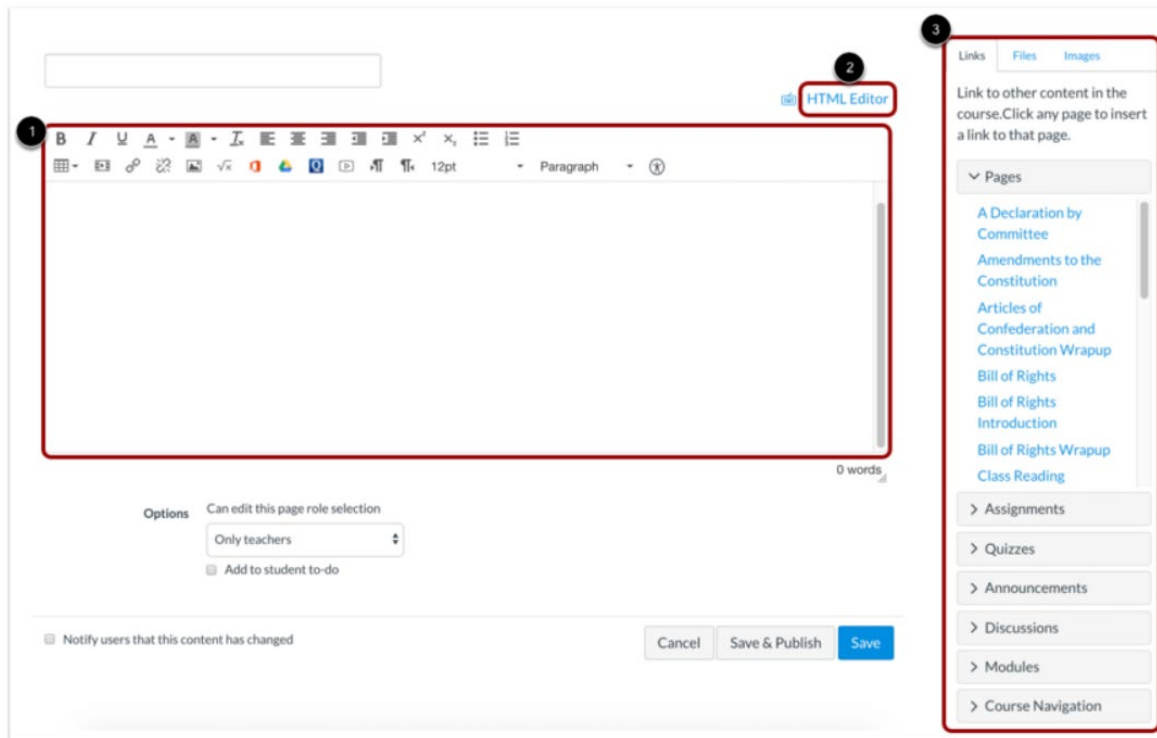 3
Links Files Images
2
HTML Editor
Link to other content in the
course.Click any page to insert
a link to that page.
1
B I U A A Tx x² x₂
√x Q 12pt Paragraph
Pages
A Declaration by
Committee
Amendments to the
Constitution
Articles of
Confederation and
Constitution Wrapup
Bill of Rights
Bill of Rights
Introduction
Bill of Rights Wrapup
Class Reading
0 words
Options Can edit this page role selection
Only teachers
Add to student to-do
Assignments
Quizzes
Announcements
Discussions
Modules
Course Navigation
Notify users that this content has changed
Cancel Save & Publish Save